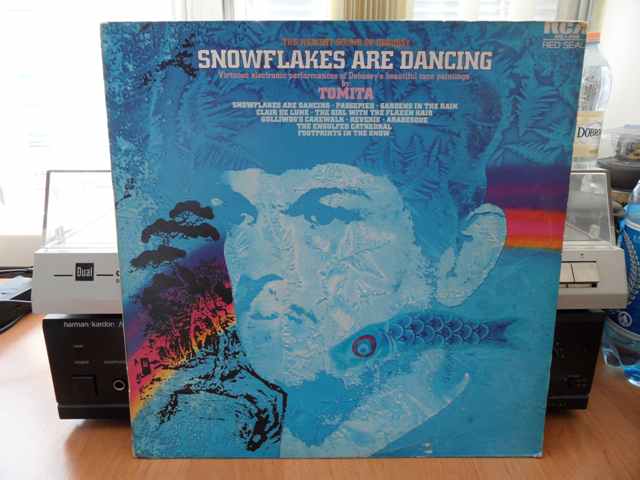 THE NEWEST SOUND OF DEBUSSY
SNOWFLAKES ARE DANCING
Virtuoso electronic performances of Debussy's beautiful tone paintings
by
TOMITA
SNOWFLAKES ARE DANCING · PASSEPIED · GARDENS IN THE RAIN
CLAIR DE LUNE · THE GIRL WITH THE FLAXEN HAIR
GOLLIWOG'S CAKEWALK · REVERIE · ARABESQUE
THE ENGULFED CATHEDRAL
FOOTPRINTS IN THE SNOW
RCA
RED SEAL
Dual
harman/kardon
POWER